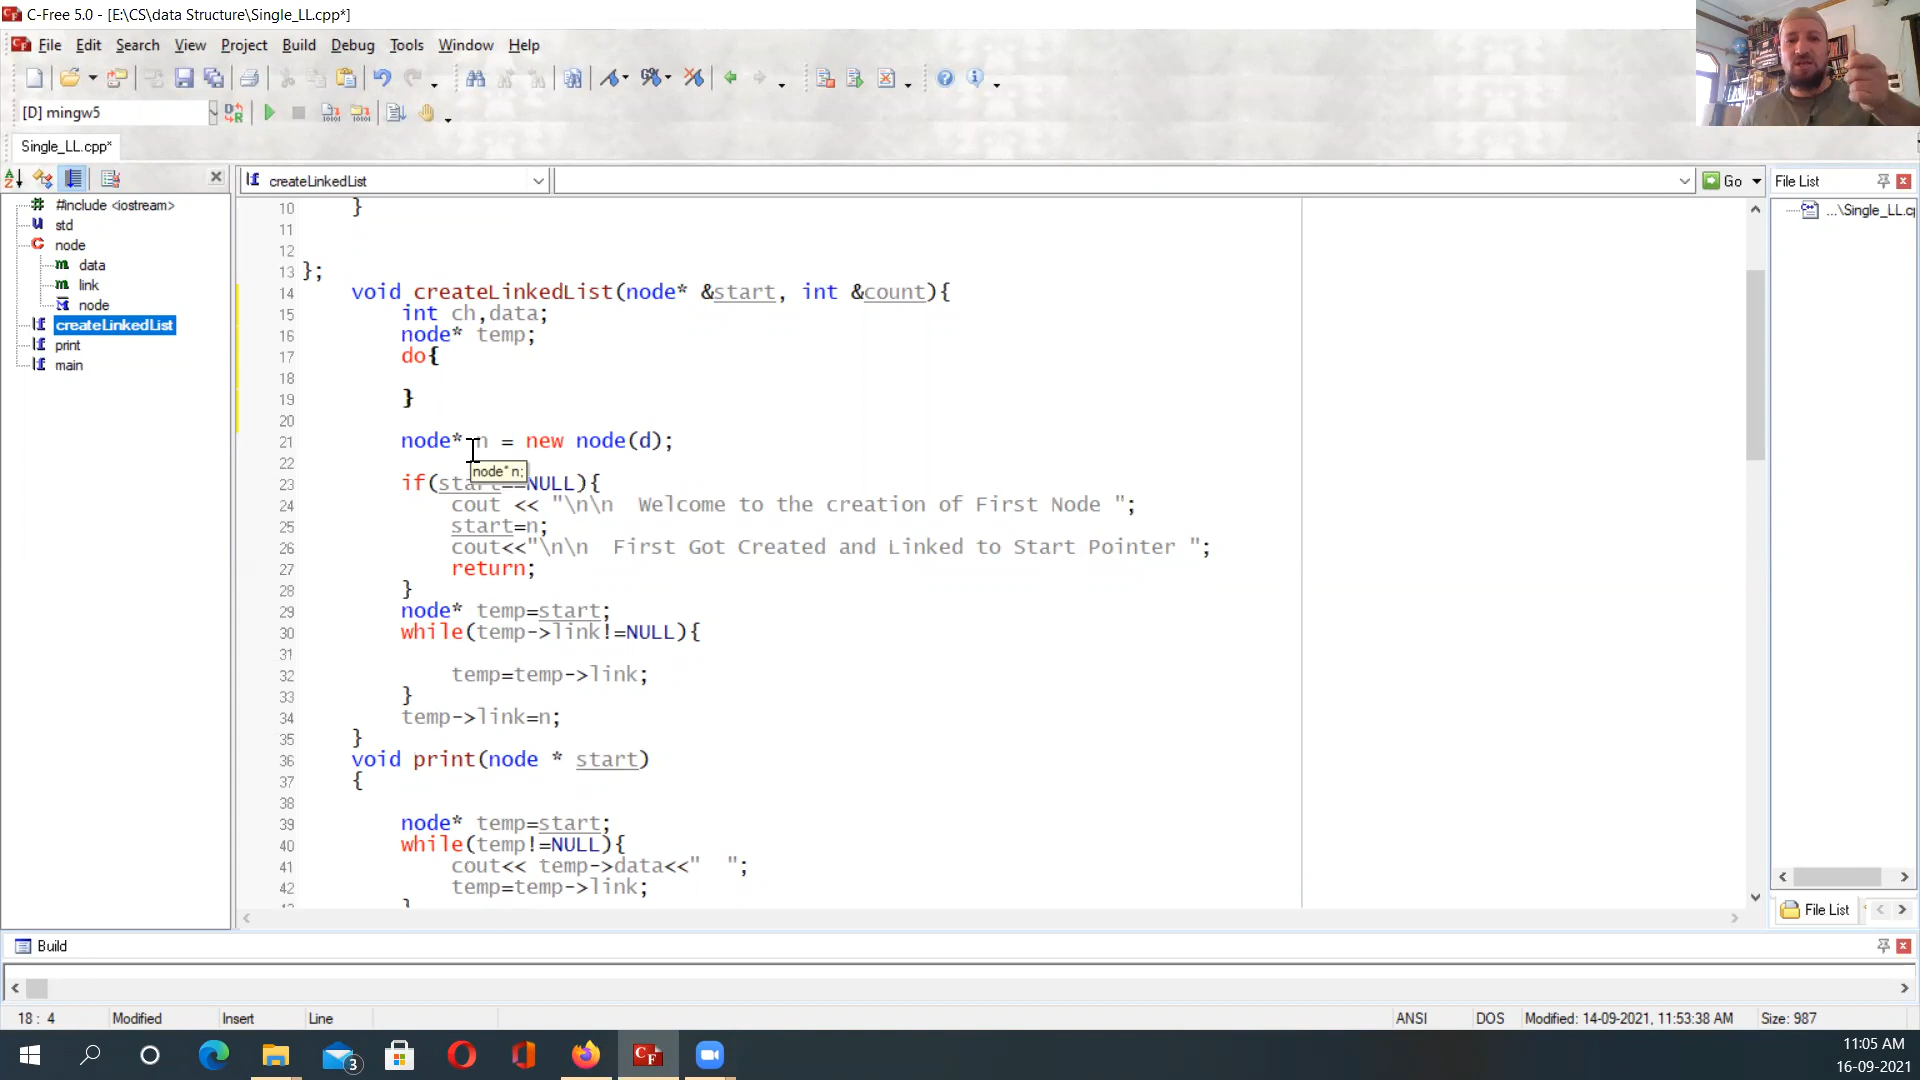 C-Free 5.0 - [E:\CS\data Structure\Single_LL.cpp*]
File Edit Search View Project Build Debug Tools Window Help
[D] mingw5
Single_LL.cpp*
createLinkedList
Go
File List
#include <iostream>
std
node
data
link
node
createLinkedList
print
main
...\Single_LL.c
10 }
11
12
13 };
14 void createLinkedList(node* &start, int &count){
15 int ch,data;
16 node* temp;
17 do{
18
19 }
20
21 node* n = new node(d);
22
node* n;
23 if(start==NULL){
24 cout << "\n\n Welcome to the creation of First Node ";
25 start=n;
26 cout<<"\n\n First Got Created and Linked to Start Pointer ";
27 return;
28 }
29 node* temp=start;
30 while(temp->link!=NULL){
31
32 temp=temp->link;
33 }
34 temp->link=n;
35 }
36 void print(node * start)
37 {
38
39 node* temp=start;
40 while(temp!=NULL){
41 cout<< temp->data<<"  ";
42 temp=temp->link;
File List
Build
18 : 4 Modified Insert Line ANSI DOS Modified: 14-09-2021, 11:53:38 AM Size: 987
3
CF
11:05 AM
16-09-2021